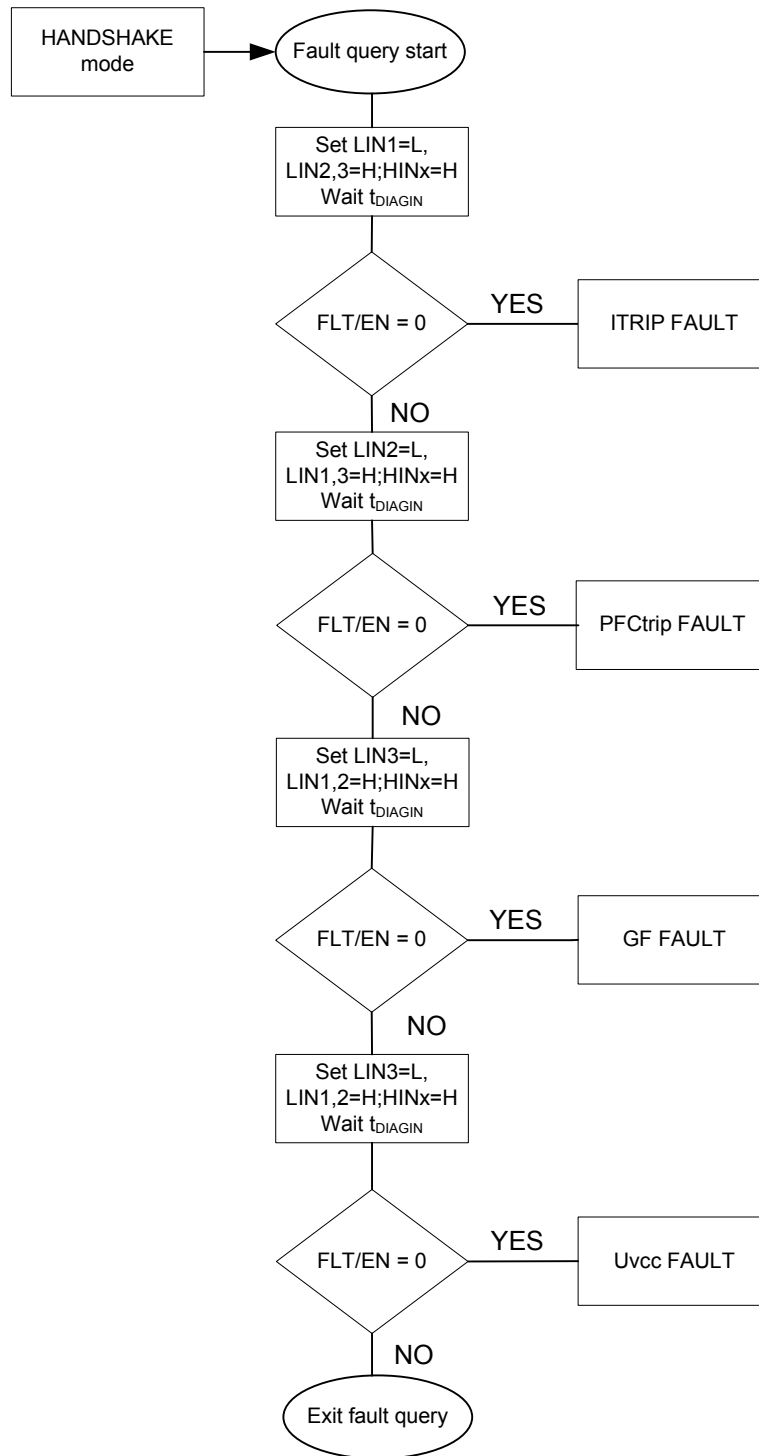 HANDSHAKE
mode
Fault query start
Set LIN1=L,
LIN2,3=H;HINx=H
Wait tDIAGIN
FLT/EN = 0
YES
ITRIP FAULT
NO
Set LIN2=L,
LIN1,3=H;HINx=H
Wait tDIAGIN
FLT/EN = 0
YES
PFCtrip FAULT
NO
Set LIN3=L,
LIN1,2=H;HINx=H
Wait tDIAGIN
FLT/EN = 0
YES
GF FAULT
NO
Set LIN3=L,
LIN1,2=H;HINx=H
Wait tDIAGIN
FLT/EN = 0
YES
Uvcc FAULT
NO
Exit fault query